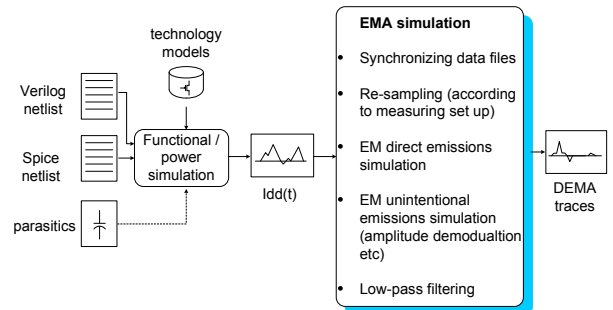 technology
models
Verilog
netlist
Spice
netlist
parasitics
Functional /
power
simulation
Idd(t)
EMA simulation
• Synchronizing data files
• Re-sampling (according
to measuring set up)
• EM direct emissions
simulation
• EM unintentional
emissions simulation
(amplitude demodualtion
etc)
• Low-pass filtering
DEMA
traces